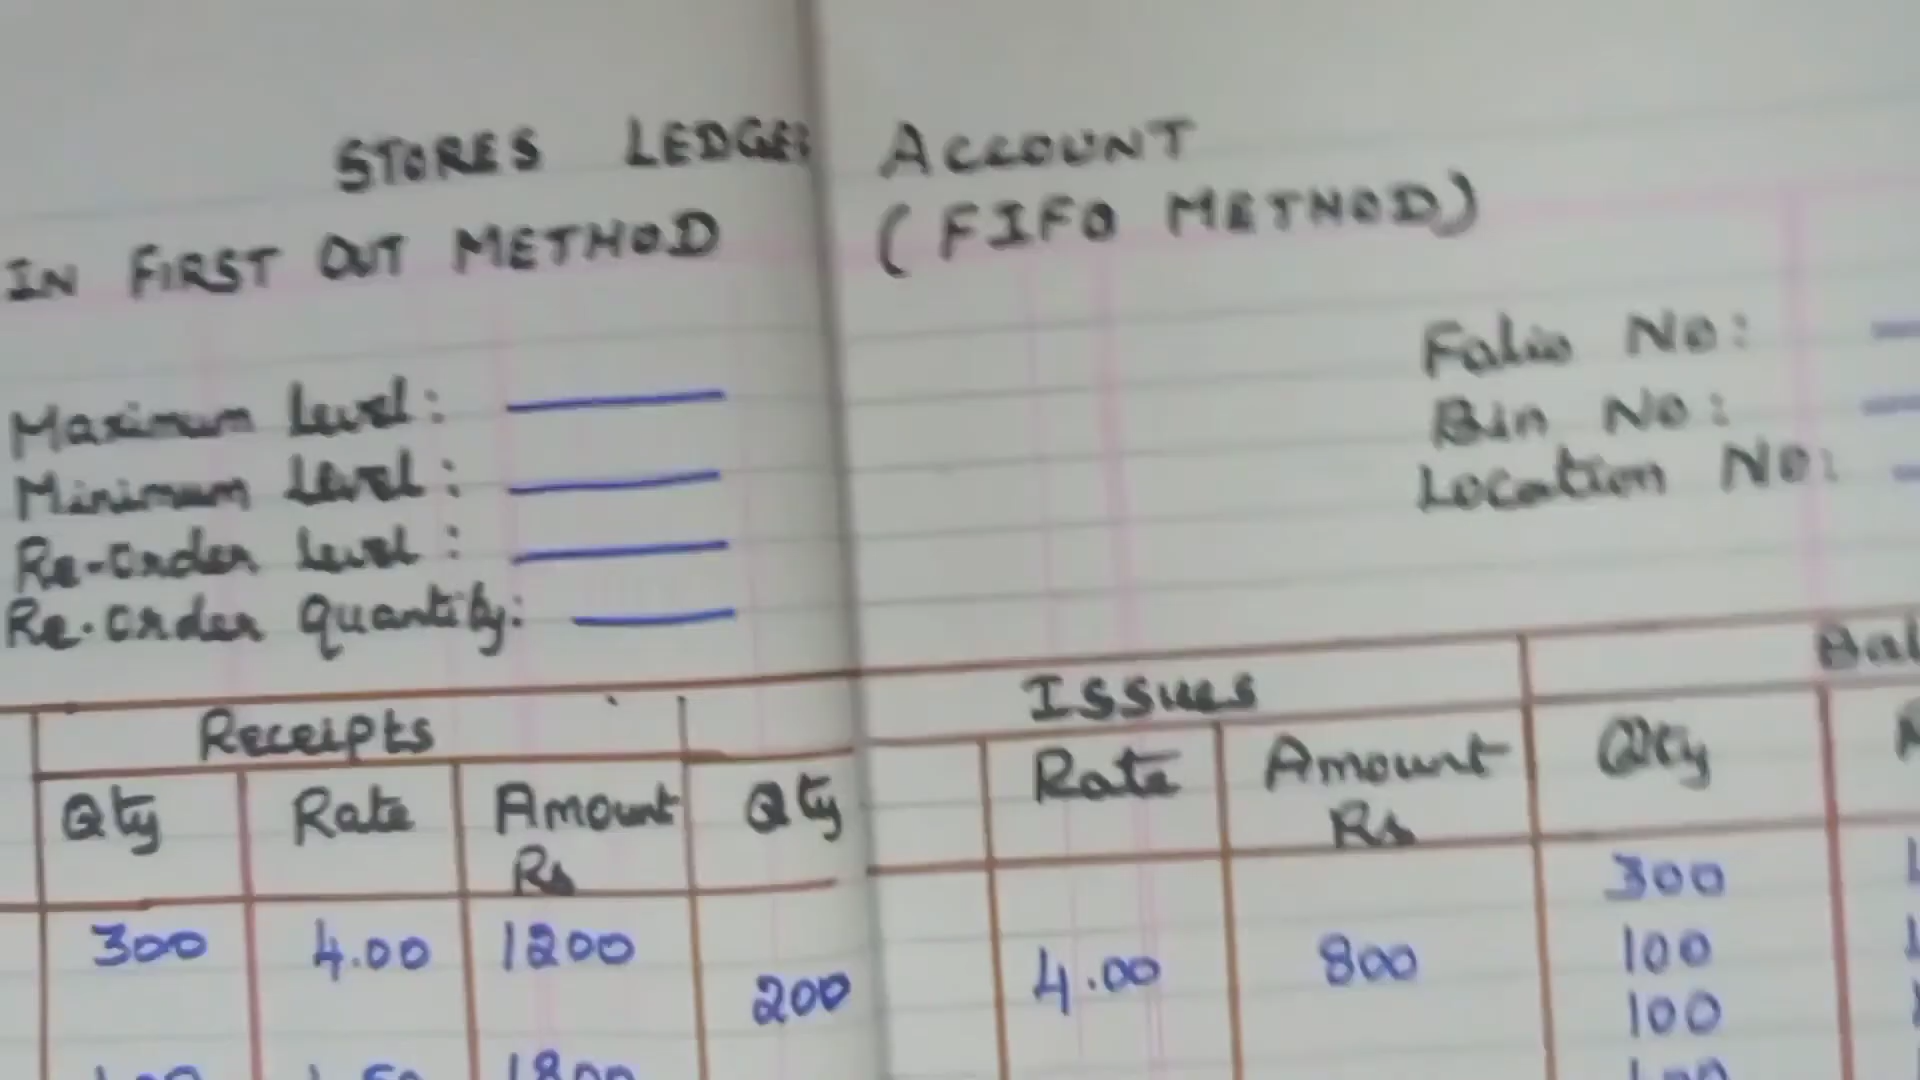 STORES LEDGER ACCOUNT
IN FIRST OUT METHOD (FIFO METHOD)
Maximum Level:
Minimum Level:
Re-order Level:
Re-order Quantity:
Folio No:
Bin No:
Location No:
Receipts Issues
Qty Rate Amount Rs Qty Rate Amount Rs Qty
300 4.00 1200 300
200 4.00 800 100
100
1800